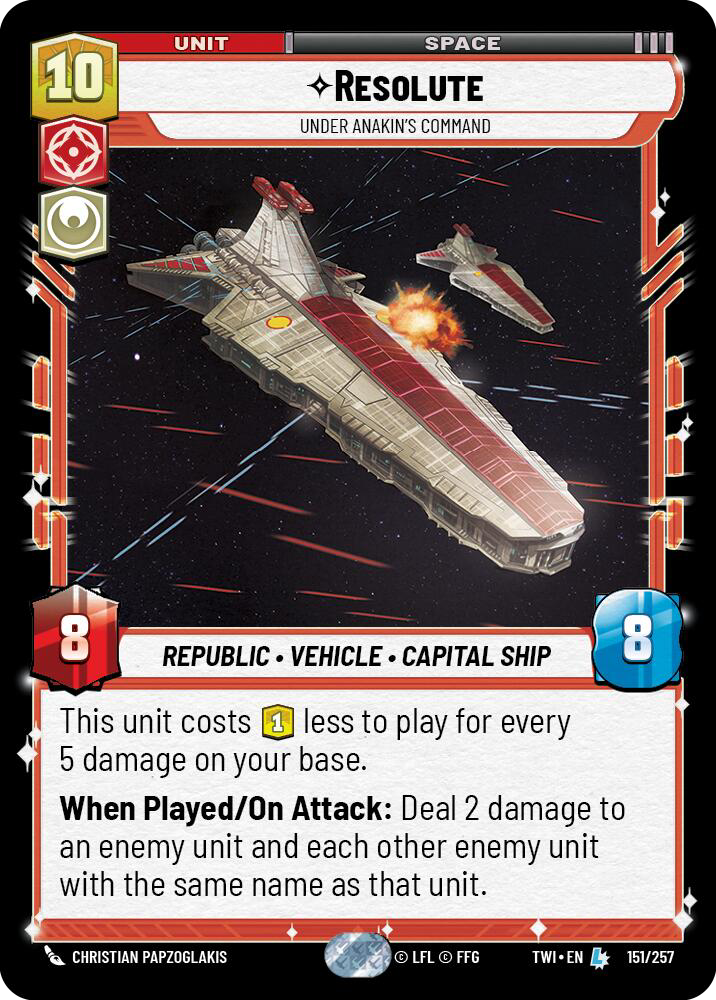 UNIT
SPACE
10
RESOLUTE
UNDER ANAKIN'S COMMAND
8
REPUBLIC • VEHICLE • CAPITAL SHIP
8
This unit costs 1 less to play for every
5 damage on your base.
When Played/On Attack: Deal 2 damage to
an enemy unit and each other enemy unit
with the same name as that unit.
CHRISTIAN PAPZOGLAKIS
© LFL © FFG
TWI • EN L 151/257